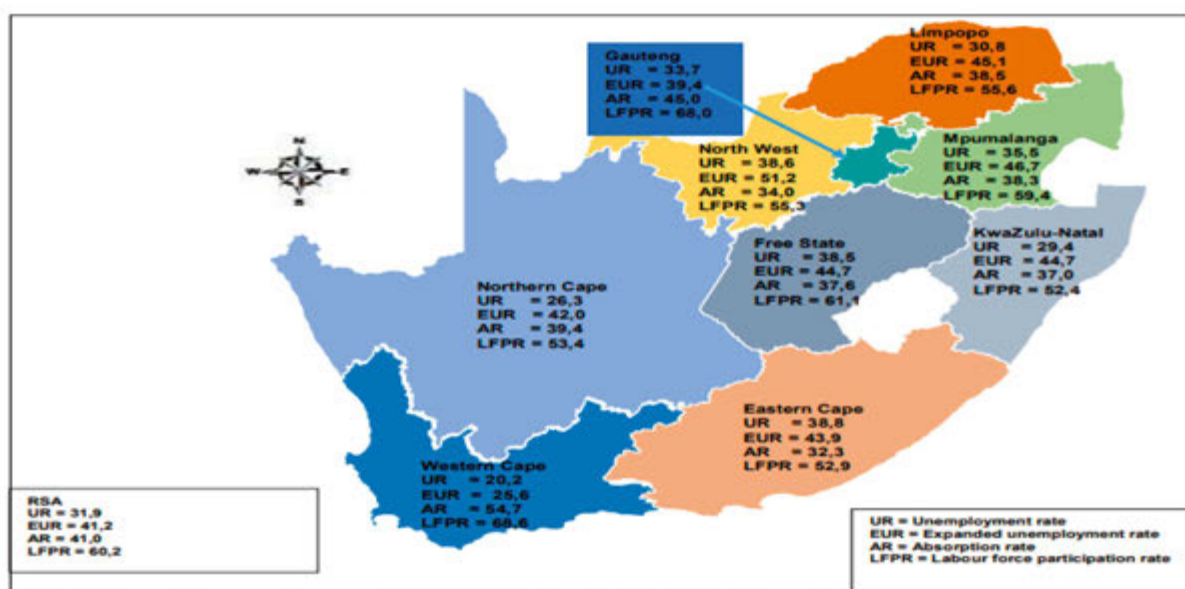 Limpopo
UR = 30,8
EUR = 45,1
AR = 38,5
LFPR = 55,6
Gauteng
UR = 33,7
EUR = 39,4
AR = 45,0
LFPR = 68,0
Mpumalanga
UR = 35,5
EUR = 46,7
AR = 38,3
LFPR = 59,4
North West
UR = 38,6
EUR = 51,2
AR = 34,0
LFPR = 55,3
N
W E
S
KwaZulu-Natal
UR = 29,4
EUR = 44,7
AR = 37,0
LFPR = 52,4
Free State
UR = 38,5
EUR = 44,7
AR = 37,6
LFPR = 61,1
Northern Cape
UR = 26,3
EUR = 42,0
AR = 39,4
LFPR = 53,4
Eastern Cape
UR = 38,8
EUR = 43,9
AR = 32,3
LFPR = 52,9
Western Cape
UR = 20,2
EUR = 25,6
AR = 54,7
LFPR = 68,6
RSA
UR = 31,9
EUR = 41,2
AR = 41,0
LFPR = 60,2
UR = Unemployment rate
EUR = Expanded unemployment rate
AR = Absorption rate
LFPR = Labour force participation rate